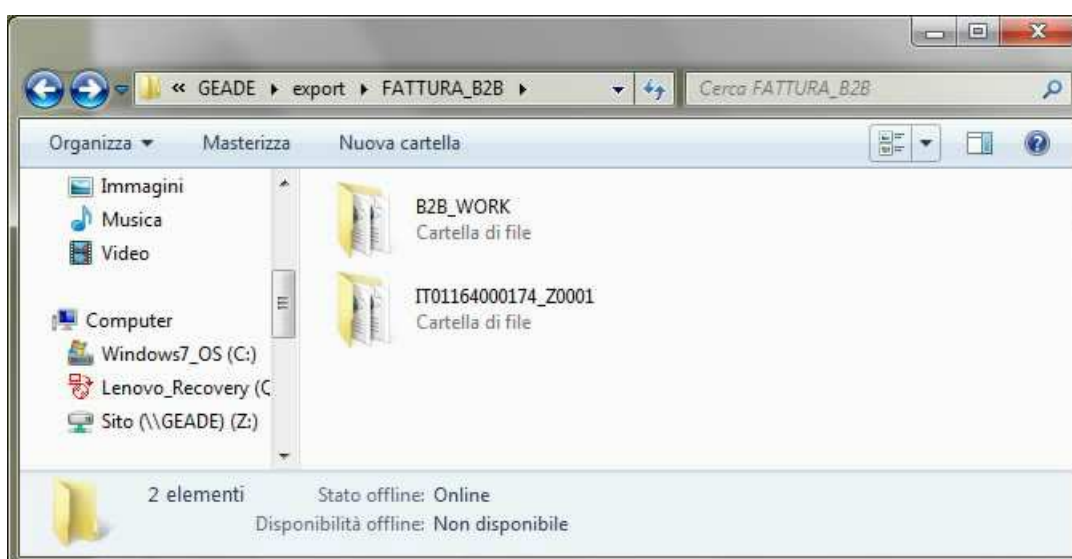 « GEADE ▸ export ▸ FATTURA_B2B ▸
Cerca FATTURA_B2B
Organizza
Masterizza
Nuova cartella
Immagini
Musica
Video
Computer
Windows7_OS (C:)
Lenovo_Recovery (Q
Sito (\\GEADE) (Z:)
B2B_WORK
Cartella di file
IT01164000174_Z0001
Cartella di file
2 elementi
Stato offline: Online
Disponibilità offline: Non disponibile